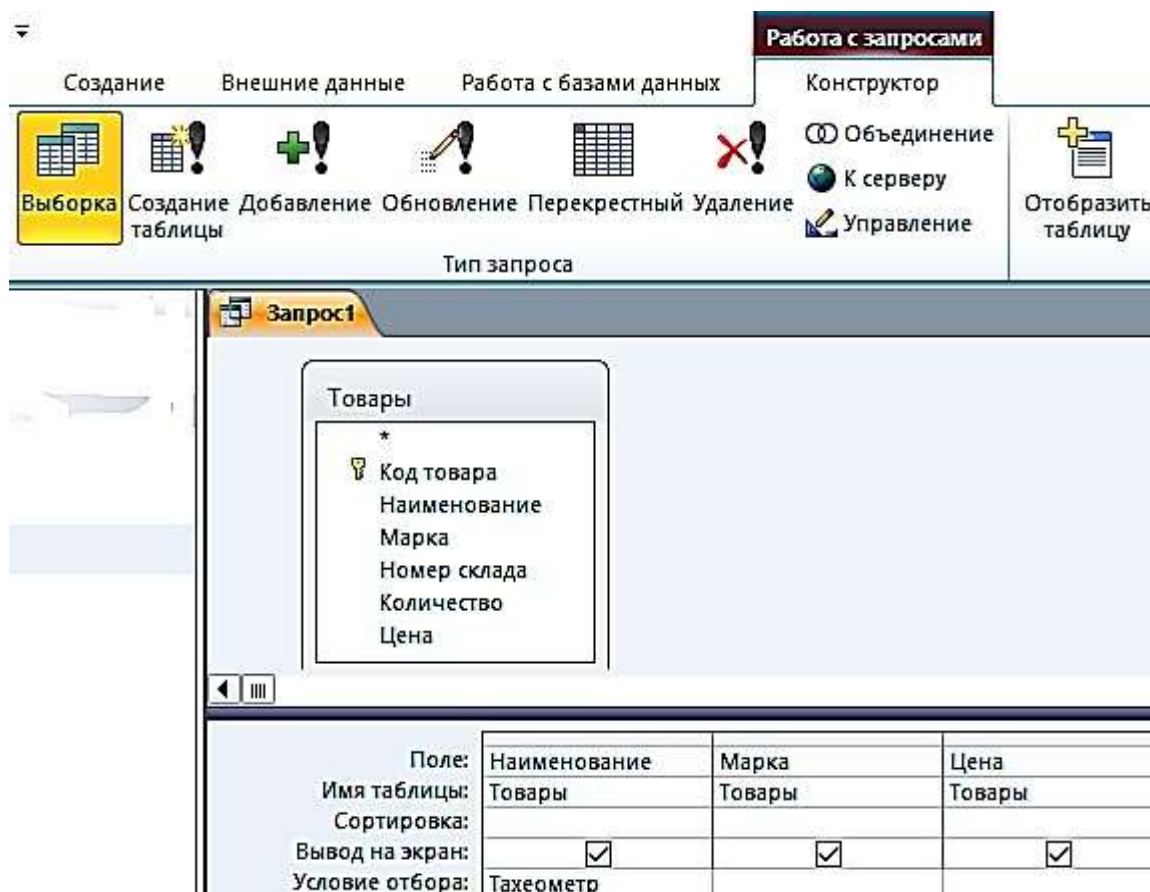 Работа с запросами
Создание Внешние данные Работа с базами данных Конструктор
Выборка Создание таблицы Добавление Обновление Перекрестный Удаление
Объединение
К серверу
Управление
Отобразить таблицу
Тип запроса
Запрос1
Товары
*
Код товара
Наименование
Марка
Номер склада
Количество
Цена
Поле: Наименование Марка Цена
Имя таблицы: Товары Товары Товары
Сортировка:
Вывод на экран:
Условие отбора: Тахеометр